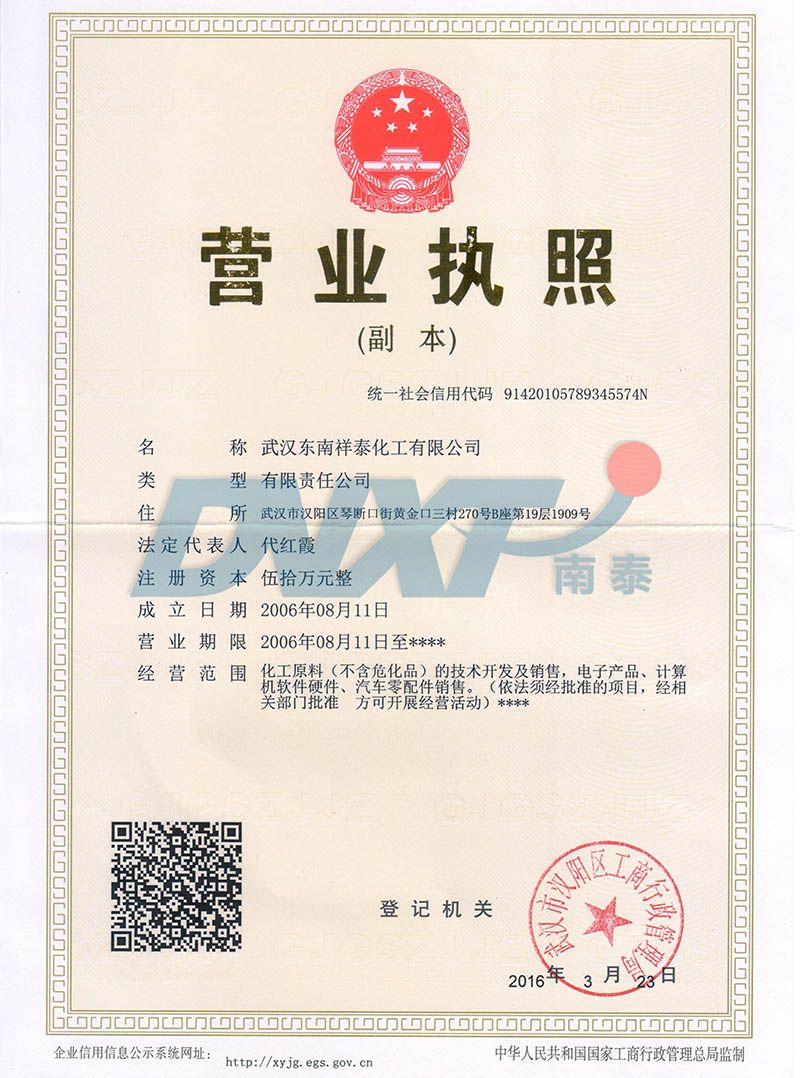 营业执照
(副 本)
统一社会信用代码 91420105789345574N
名 称 武汉东南祥泰化工有限公司
类 型 有限责任公司
住 所 武汉市汉阳区琴断口街黄金口三村270号B座第19层1909号
法定代表人 代红霞
注 册 资 本 伍拾万元整
成 立 日 期 2006年08月11日
营 业 期 限 2006年08月11日至****
经 营 范 围 化工原料（不含危化品）的技术开发及销售，电子产品、计算
机软件硬件、汽车零配件销售。（依法须经批准的项目，经相
关部门批准 方可开展经营活动）****
DNXT
南泰
登 记 机 关
武汉市汉阳区工商行政管理局
2016年 3 月 23 日
企业信用信息公示系统网址： http://xyjg.egs.gov.cn
中华人民共和国国家工商行政管理总局监制